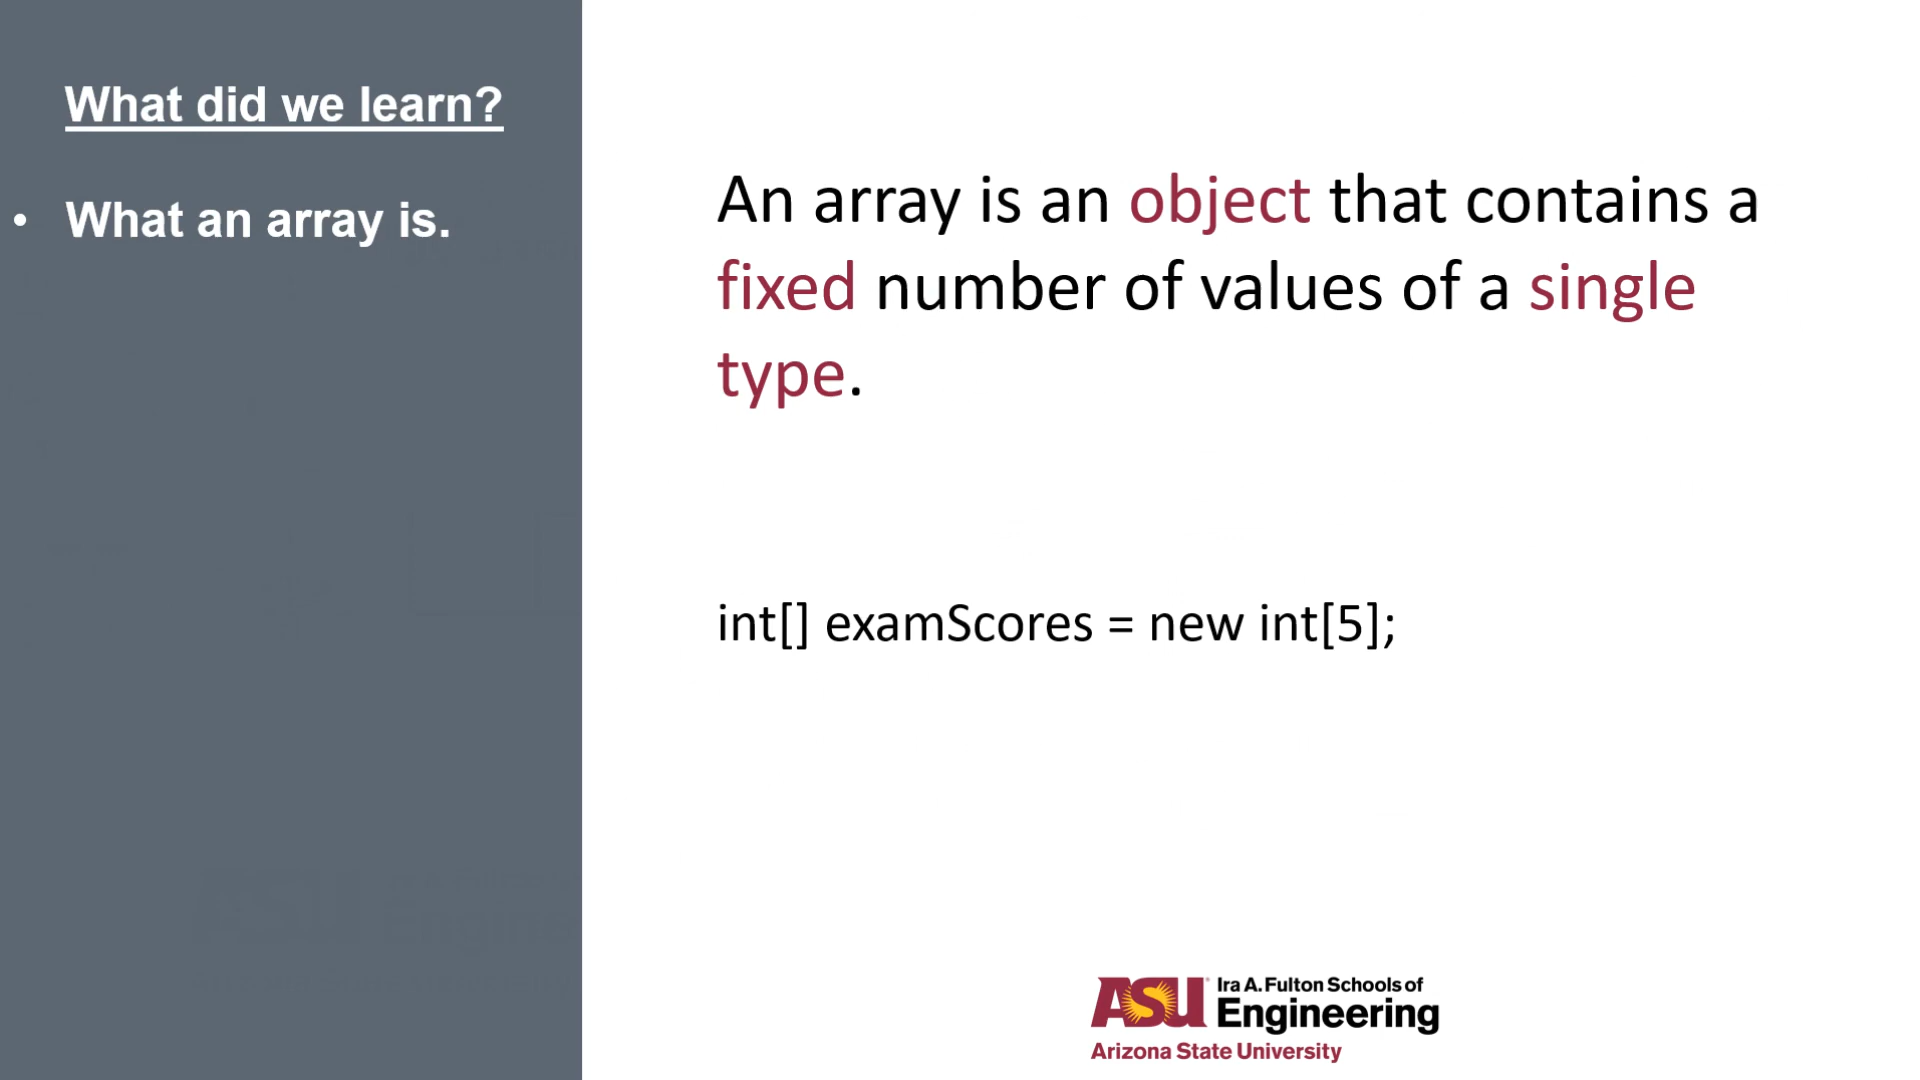 What did we learn?
• What an array is.
An array is an object that contains a
fixed number of values of a single
type.
int[] examScores = new int[5];
ASU Ira A. Fulton Schools of
Engineering
Arizona State University